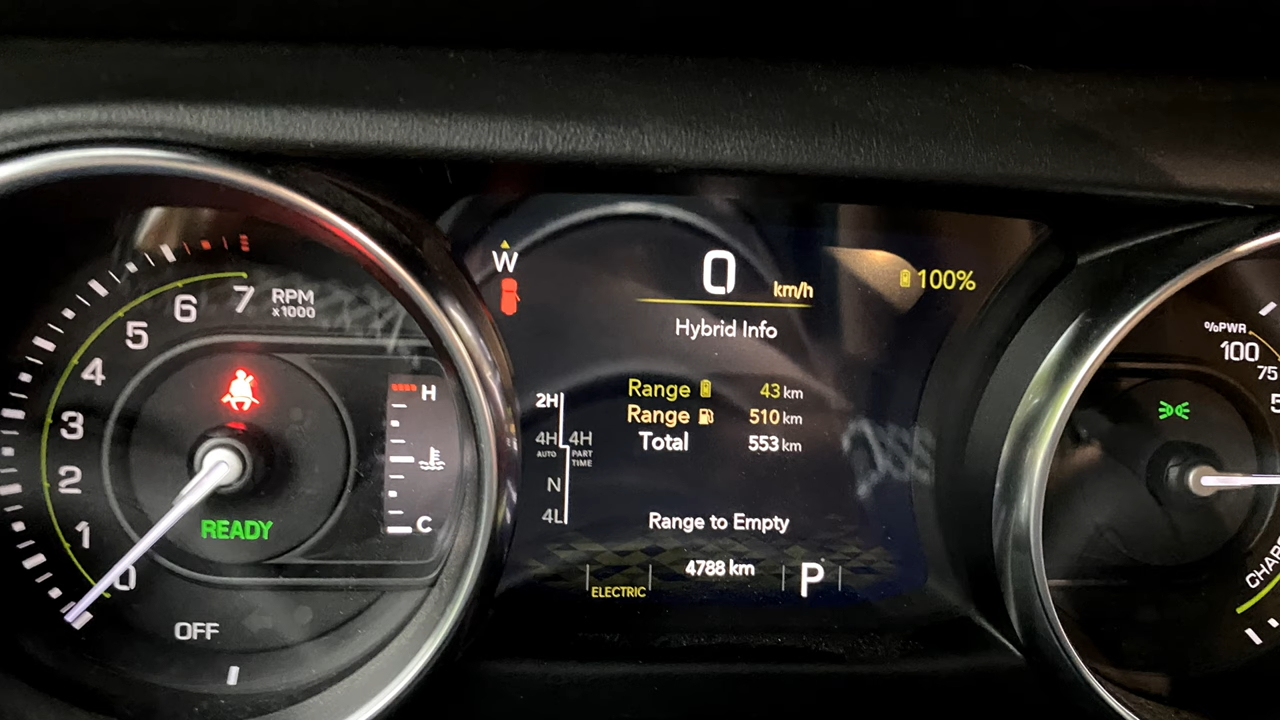 7
6
5
4
3
2
1
0
RPM
x1000
READY
OFF
H
C
W
0
km/h
100%
Hybrid Info
Range 43 km
Range 510 km
Total 553 km
2H
4H 4H
AUTO PART
TIME
N
4L
Range to Empty
ELECTRIC
4788 km
P
%PWR
100
75